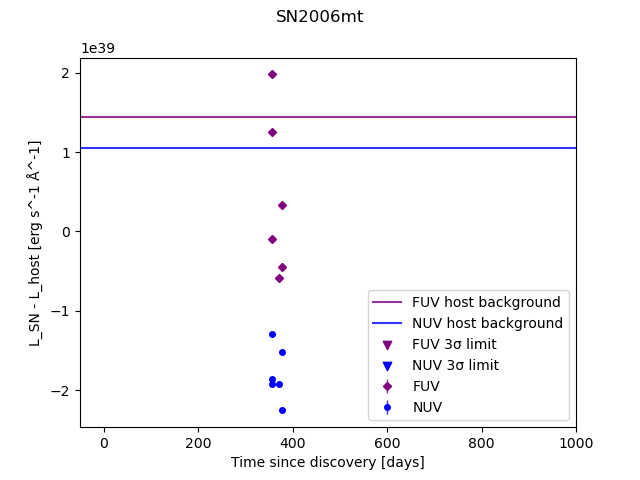 SN2006mt
1e39
L_SN - L_host [erg s^-1 Å^-1]
2
1
0
−1
−2
FUV host background
NUV host background
FUV 3σ limit
NUV 3σ limit
FUV
NUV
0 200 400 600 800 1000
Time since discovery [days]